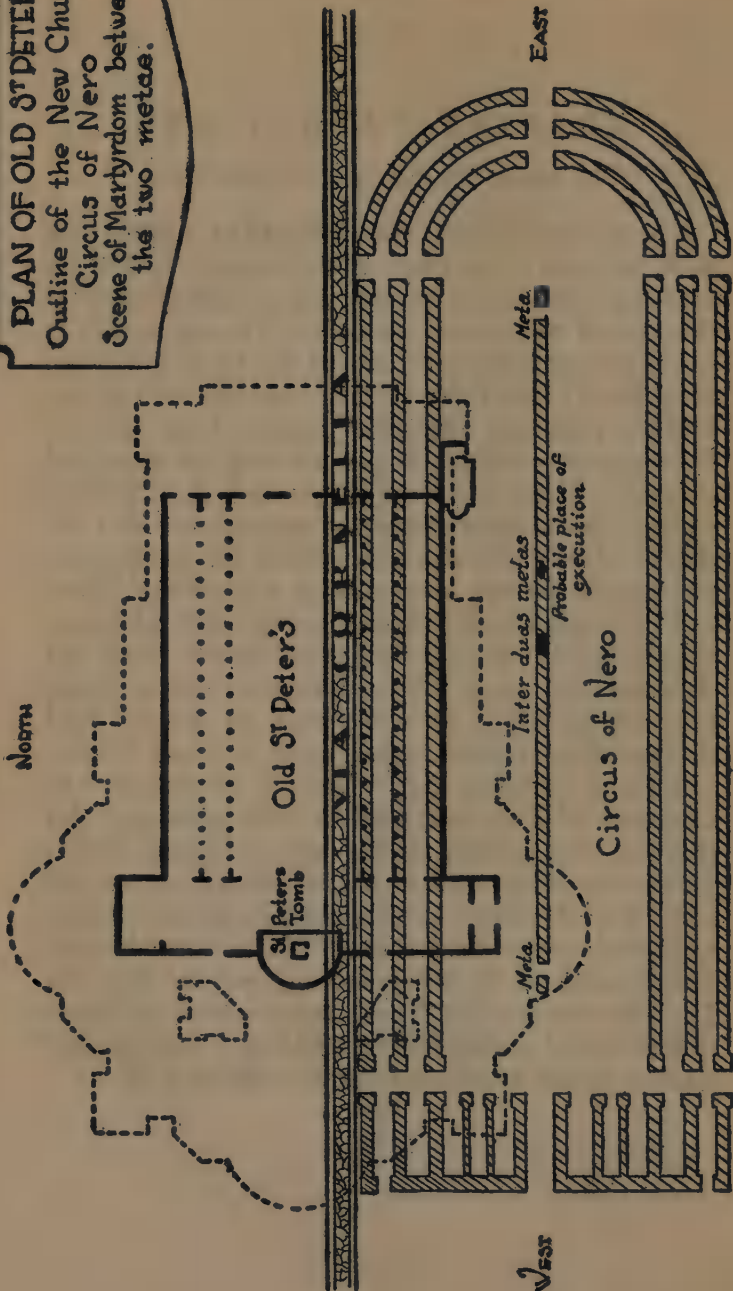 PLAN OF OLD ST PETER
Outline of the New Chu
Circus of Nero
Scene of Martyrdom betwe
the two metae.
NORTH
EAST
WEST
Old ST Peter's
St Peters
Tomb
VIA CORNELIA
Meta
Inter duas metas
Meta
Probable place of
execution
Circus of Nero